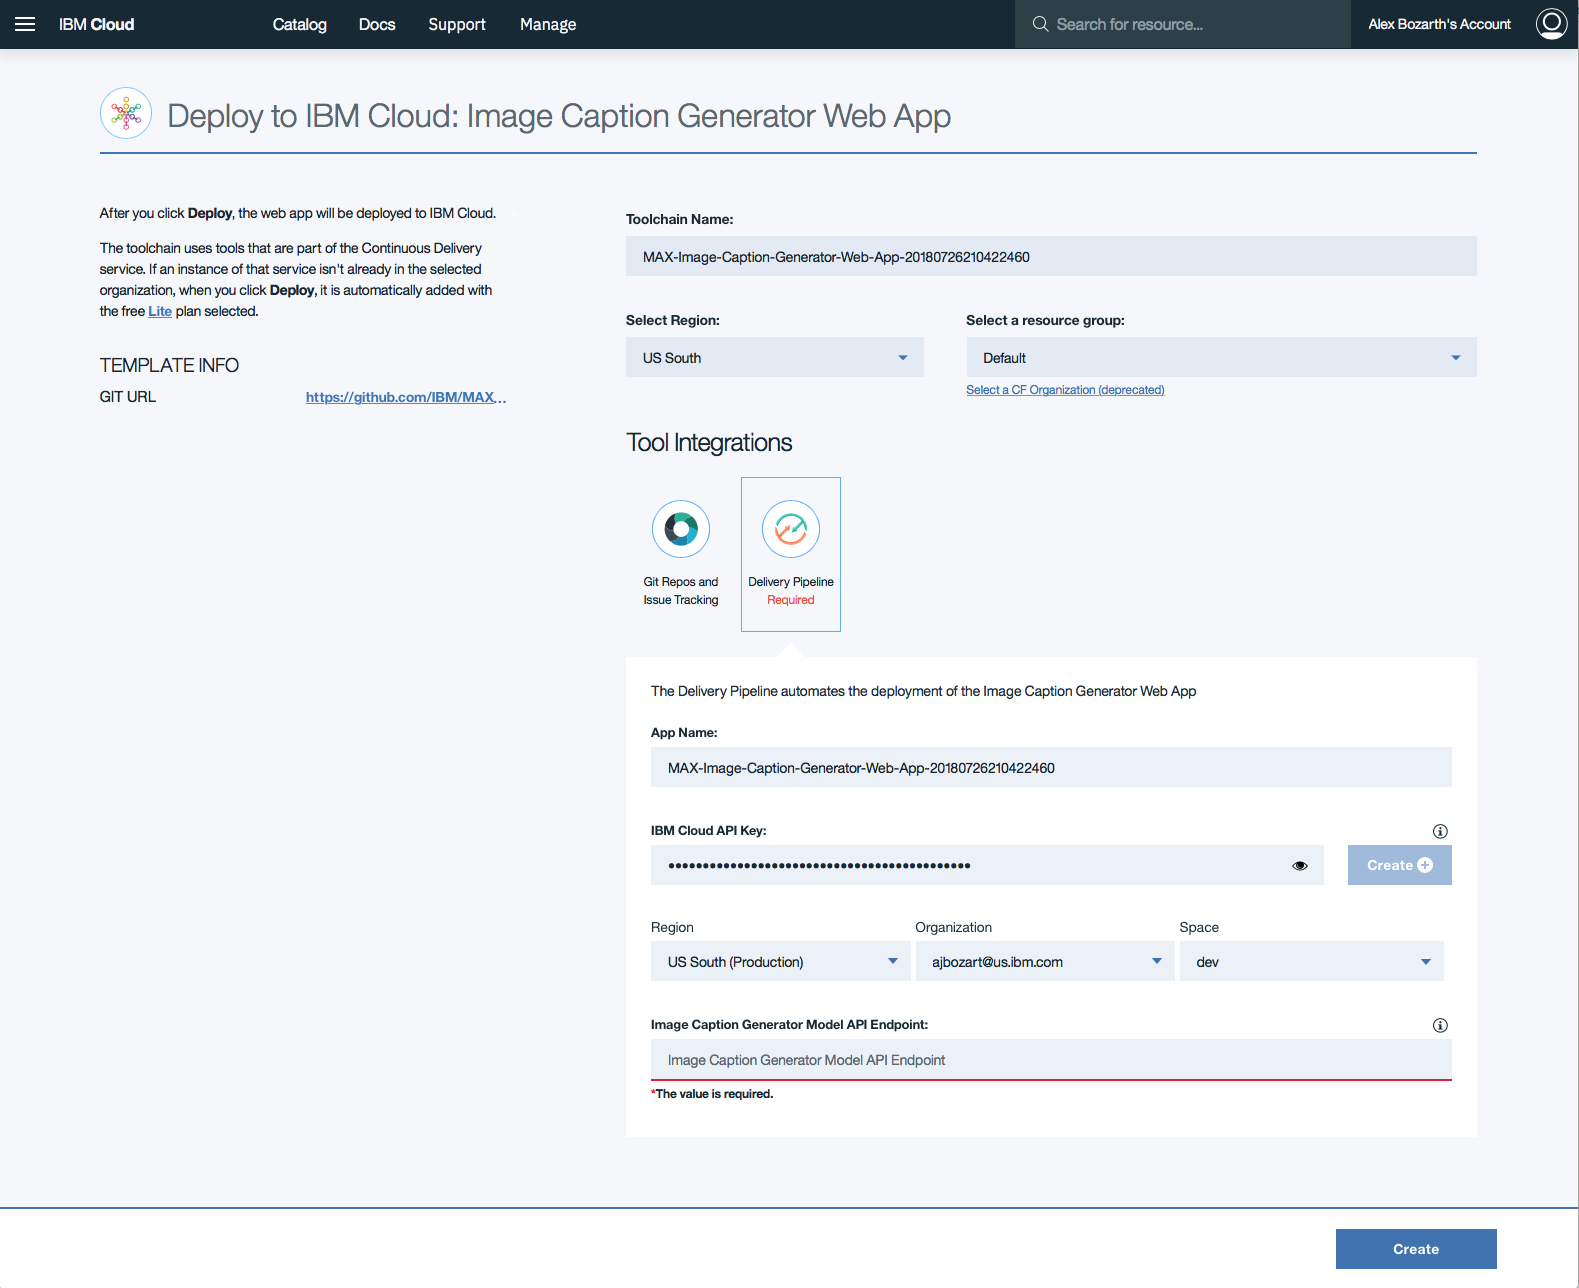 IBM Cloud
Catalog
Docs
Support
Manage
Search for resource...
Alex Bozarth's Account
Deploy to IBM Cloud: Image Caption Generator Web App
After you click Deploy, the web app will be deployed to IBM Cloud.
The toolchain uses tools that are part of the Continuous Delivery
service. If an instance of that service isn't already in the selected
organization, when you click Deploy, it is automatically added with
the free Lite plan selected.
TEMPLATE INFO
GIT URL
https://github.com/IBM/MAX...
Toolchain Name:
MAX-Image-Caption-Generator-Web-App-20180726210422460
Select Region:
US South
Select a resource group:
Default
Select a CF Organization (deprecated)
Tool Integrations
Git Repos and
Issue Tracking
Delivery Pipeline
Required
The Delivery Pipeline automates the deployment of the Image Caption Generator Web App
App Name:
MAX-Image-Caption-Generator-Web-App-20180726210422460
IBM Cloud API Key:
••••••••••••••••••••••••••••••••••••••••••••
Create
Region
US South (Production)
Organization
ajbozart@us.ibm.com
Space
dev
Image Caption Generator Model API Endpoint:
Image Caption Generator Model API Endpoint
*The value is required.
Create